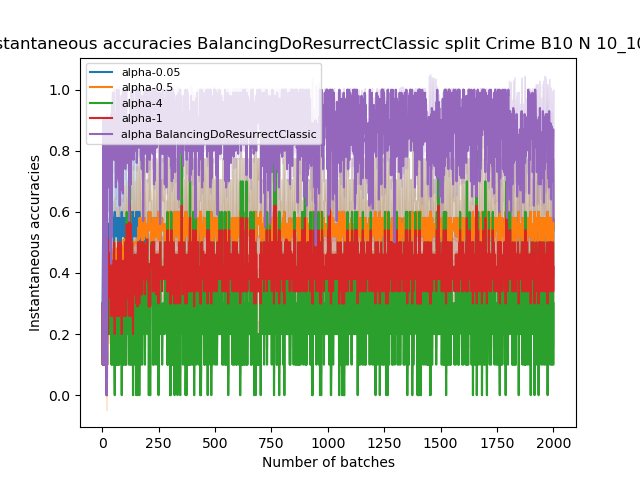 stantaneous accuracies BalancingDoResurrectClassic split Crime B10 N 10_10
alpha-0.05
alpha-0.5
alpha-4
alpha-1
alpha BalancingDoResurrectClassic
Instantaneous accuracies
1.0
0.8
0.6
0.4
0.2
0.0
0 250 500 750 1000 1250 1500 1750 2000
Number of batches